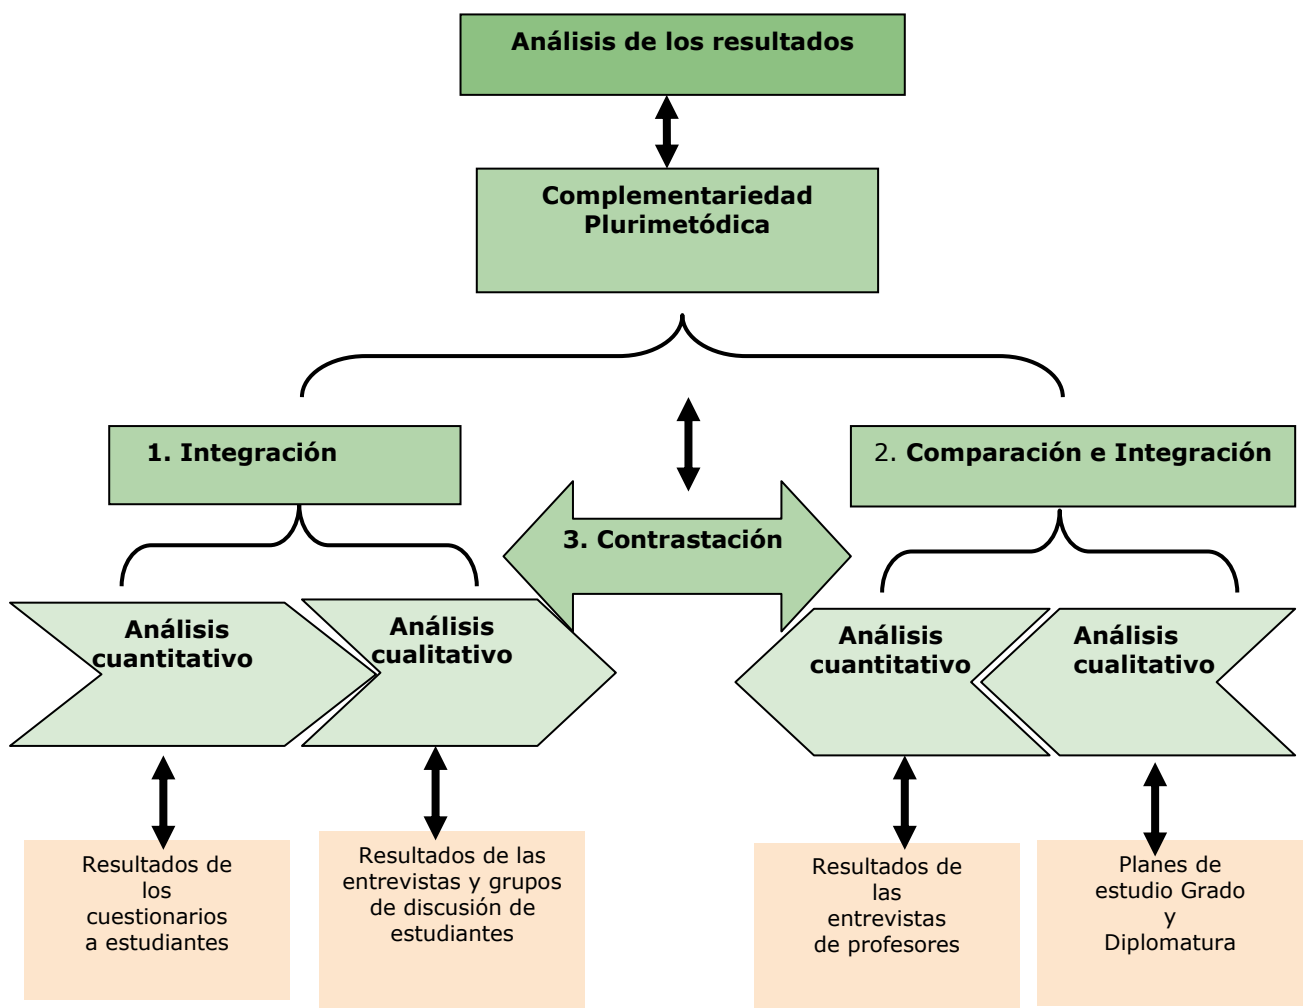 Análisis de los resultados
Complementariedad
Plurimetódica
1. Integración
2. Comparación e Integración
3. Contrastación
Análisis
cuantitativo
Análisis
cualitativo
Análisis
cuantitativo
Análisis
cualitativo
Resultados de
los
cuestionarios
a estudiantes
Resultados de las
entrevistas y grupos
de discusión de
estudiantes
Resultados de
las
entrevistas
de profesores
Planes de
estudio Grado
y
Diplomatura